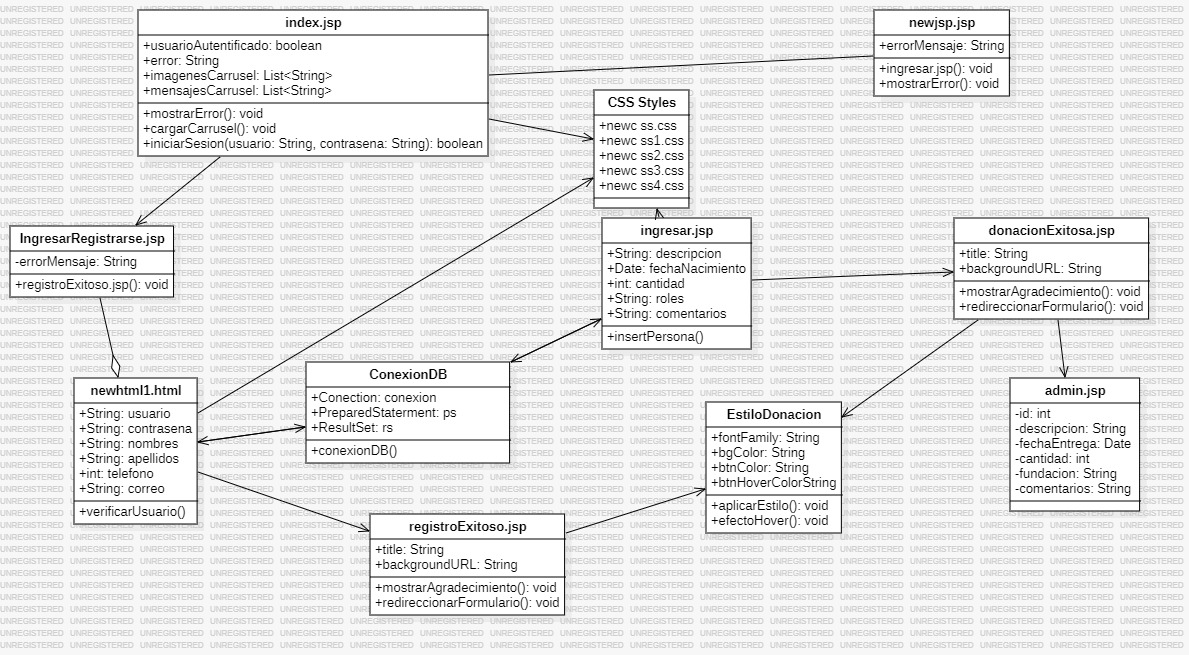 index.jsp
+usuarioAutentificado: boolean
+error: String
+imagenesCarrusel: List<String>
+mensajesCarrusel: List<String>
+mostrarError(): void
+cargarCarrusel(): void
+iniciarSesion(usuario: String, contrasena: String): boolean
newjsp.jsp
+errorMensaje: String
+ingresar.jsp(): void
+mostrarError(): void
CSS Styles
+newc ss.css
+newc ss1.css
+newc ss2.css
+newc ss3.css
+newc ss4.css
IngresarRegistrarse.jsp
-errorMensaje: String
+registroExitoso.jsp(): void
ingresar.jsp
+String: descripcion
+Date: fechaNacimiento
+int: cantidad
+String: roles
+String: comentarios
+insertPersona()
donacionExitosa.jsp
+title: String
+backgroundURL: String
+mostrarAgradecimiento(): void
+redireccionarFormulario(): void
newhtml1.html
+String: usuario
+String: contrasena
+String: nombres
+String: apellidos
+int: telefono
+String: correo
+verificarUsuario()
ConexionDB
+Conection: conexion
+PreparedStaterment: ps
+ResultSet: rs
+conexionDB()
EstiloDonacion
+fontFamily: String
+bgColor: String
+btnColor: String
+btnHoverColorString
+aplicarEstilo(): void
+efectoHover(): void
admin.jsp
-id: int
-descripcion: String
-fechaEntrega: Date
-cantidad: int
-fundacion: String
-comentarios: String
registroExitoso.jsp
+title: String
+backgroundURL: String
+mostrarAgradecimiento(): void
+redireccionarFormulario(): void
UNREGISTERED